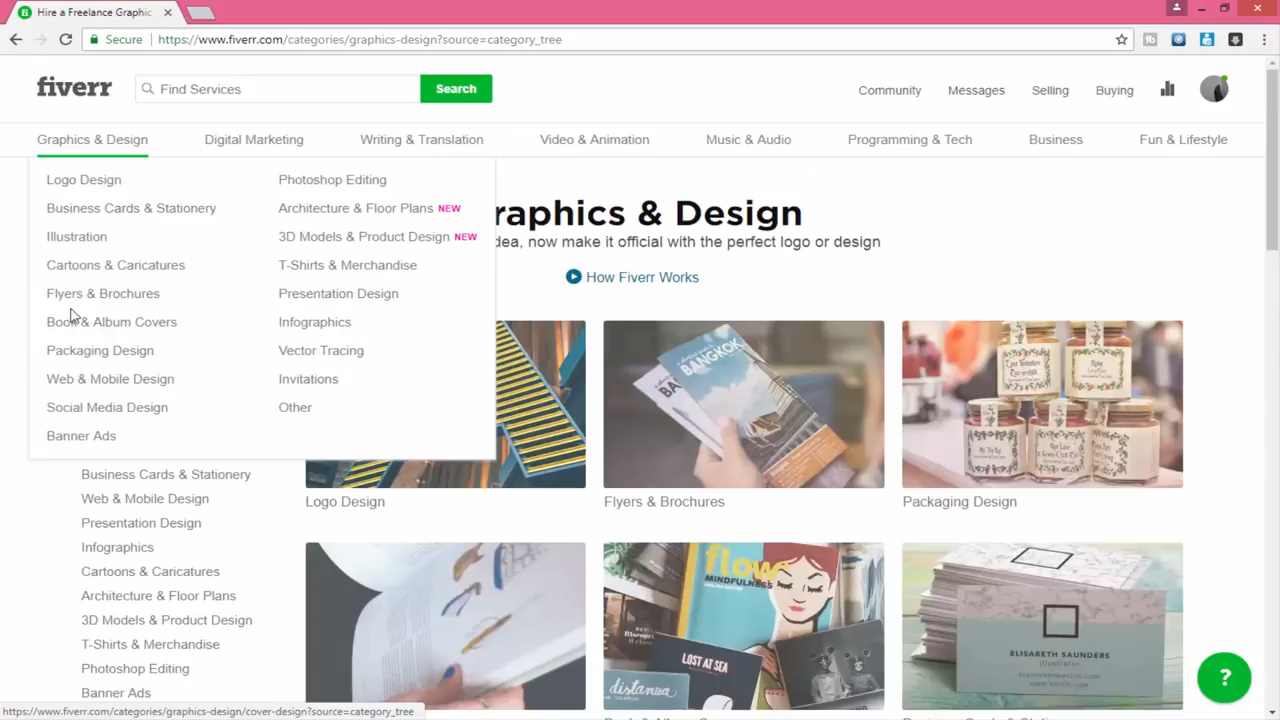 Hire a Freelance Graphic
Secure
https://www.fiverr.com/categories/graphics-design?source=category_tree
fiverr
Find Services
Search
Community
Messages
Selling
Buying
Graphics & Design
Digital Marketing
Writing & Translation
Video & Animation
Music & Audio
Programming & Tech
Business
Fun & Lifestyle
Logo Design
Business Cards & Stationery
Illustration
Cartoons & Caricatures
Flyers & Brochures
Book & Album Covers
Packaging Design
Web & Mobile Design
Social Media Design
Banner Ads
Photoshop Editing
Architecture & Floor Plans NEW
3D Models & Product Design NEW
T-Shirts & Merchandise
Presentation Design
Infographics
Vector Tracing
Invitations
Other
raphics & Design
dea, now make it official with the perfect logo or design
How Fiverr Works
BANGKOK
Logo Design
Flyers & Brochures
Packaging Design
Business Cards & Stationery
Web & Mobile Design
Presentation Design
Infographics
Cartoons & Caricatures
Architecture & Floor Plans
3D Models & Product Design
T-Shirts & Merchandise
Photoshop Editing
Banner Ads
flow
MINDFULNESS
LOST AT SEA
distanza
ELISABETH SAUNDERS
illustrator
?
https://www.fiverr.com/categories/graphics-design/cover-design?source=category_tree